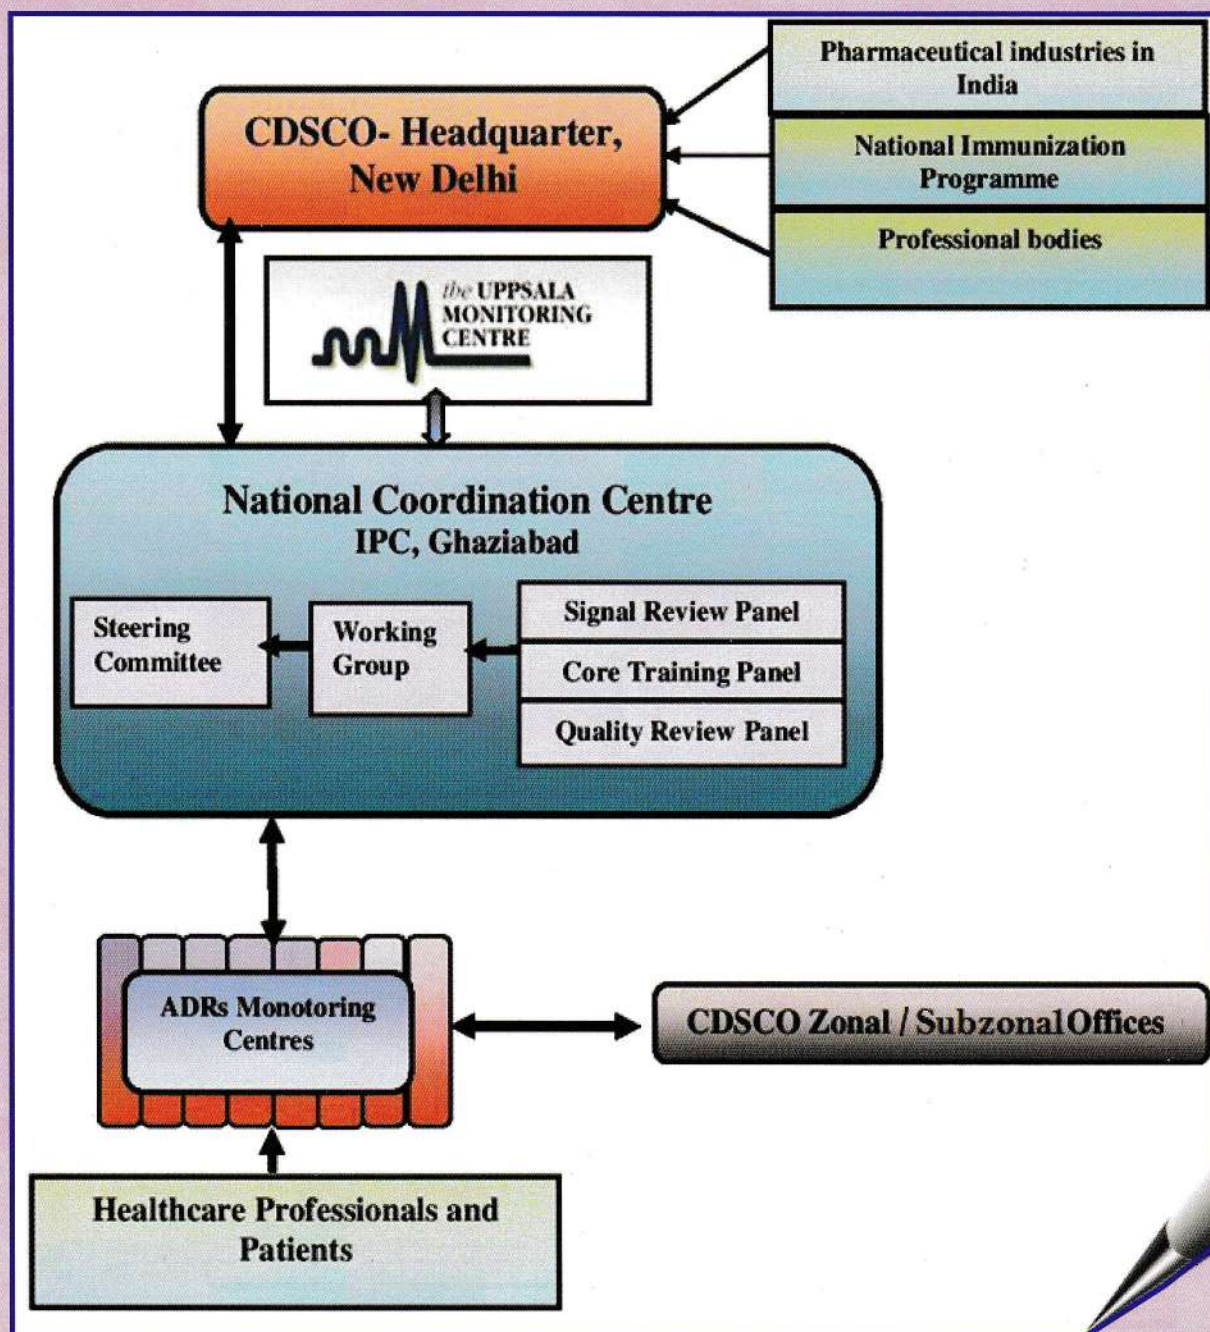 Pharmaceutical industries in
India
CDSCO- Headquarter,
New Delhi
National Immunization
Programme
Professional bodies
the UPPSALA
MONITORING
CENTRE
National Coordination Centre
IPC, Ghaziabad
Steering
Committee
Working
Group
Signal Review Panel
Core Training Panel
Quality Review Panel
ADRs Monotoring
Centres
CDSCO Zonal / Subzonal Offices
Healthcare Professionals and
Patients